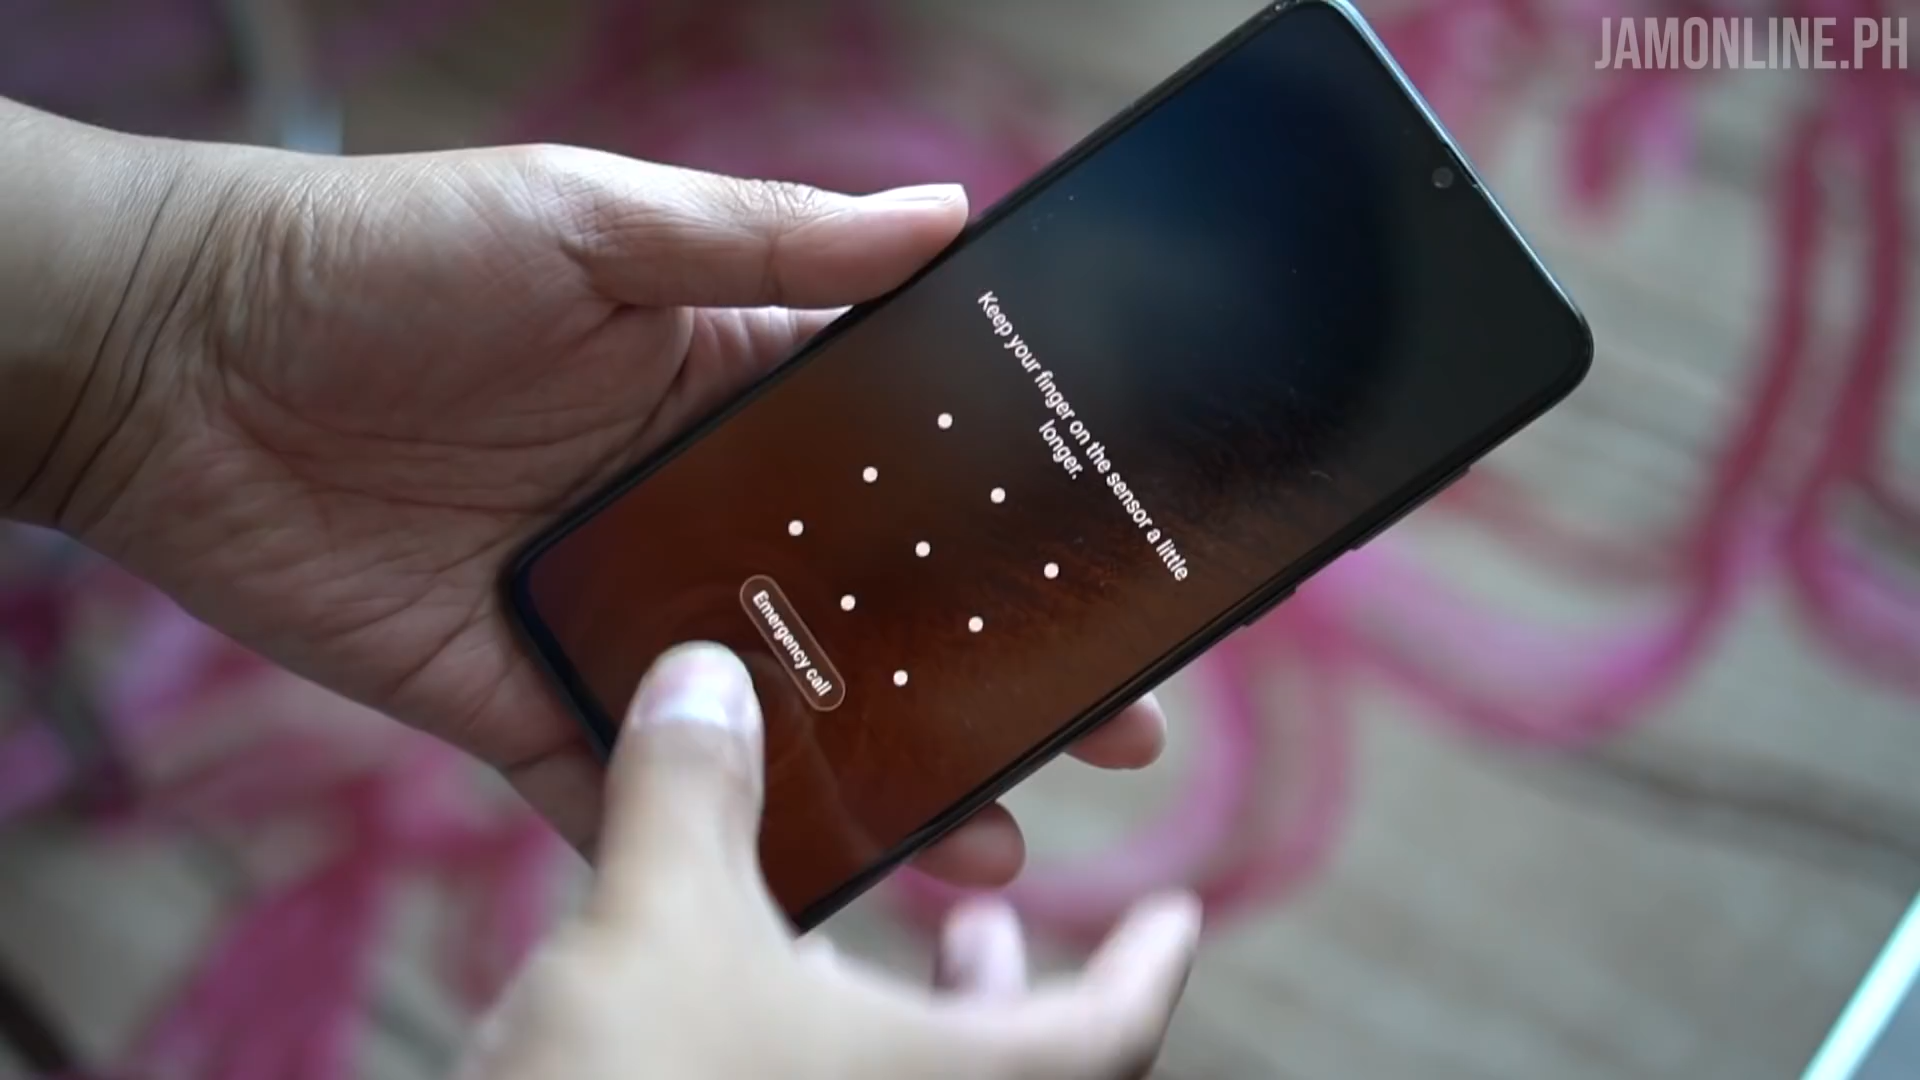 JAMONLINE.PH
Keep your finger on the sensor a little
longer.
Emergency call